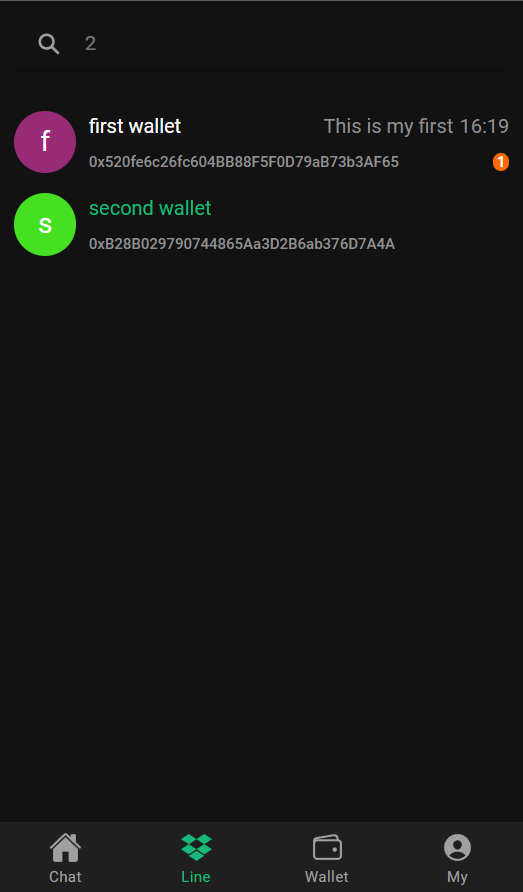 2
f
first wallet
This is my first 16:19
0x520fe6c26fc604BB88F5F0D79aB73b3AF65
1
s
second wallet
0xB28B029790744865Aa3D2B6ab376D7A4A
Chat
Line
Wallet
My